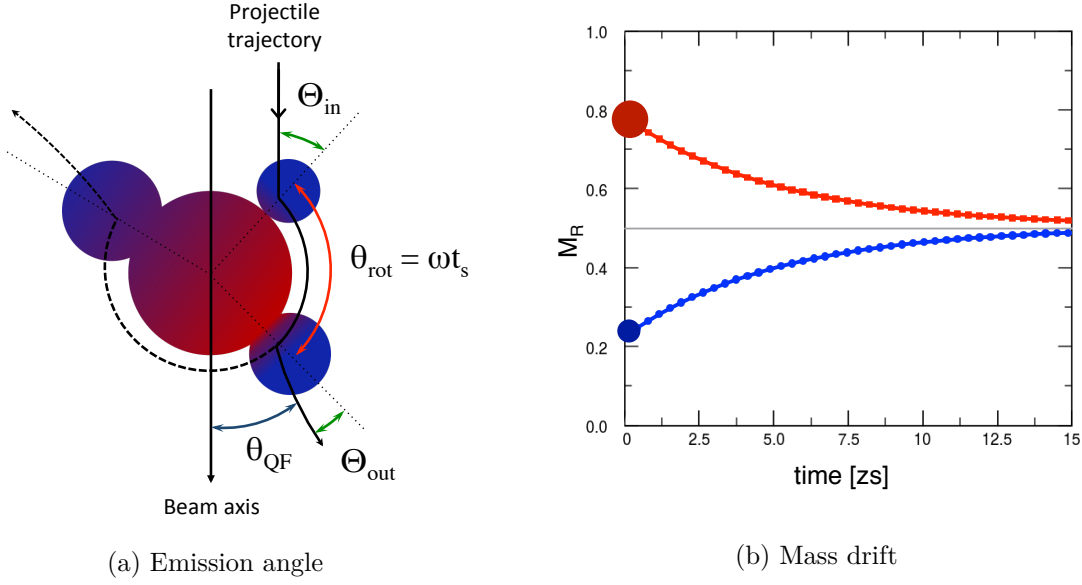 Projectile
trajectory
Θin
θrot = ωts
θQF
Θout
Beam axis
(a) Emission angle
1.0
0.8
0.6
0.4
0.2
0.0
MR
0
2.5
5.0
7.5
10
12.5
15
time [zs]
(b) Mass drift